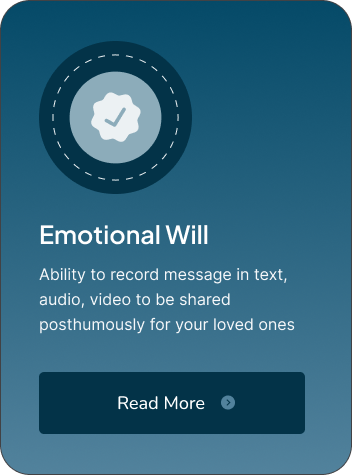 Emotional Will
Ability to record message in text,
audio, video to be shared
posthumously for your loved ones
Read More